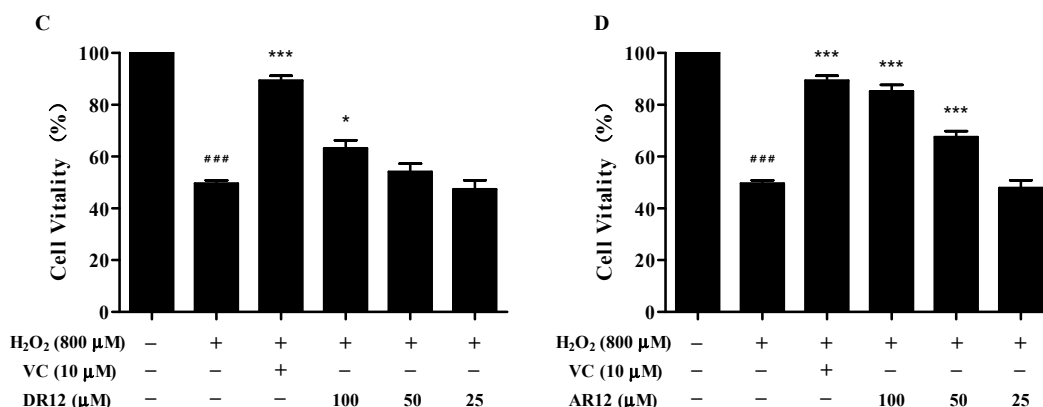 C
Cell Vitality (%)
100
80
60
40
20
0
###
***
*
H₂O₂ (800 μM) – + + + + +
VC (10 μM) – – + – – –
DR12 (μM) – – – 100 50 25
D
Cell Vitality (%)
100
80
60
40
20
0
###
***
***
***
H₂O₂ (800 μM) – + + + + +
VC (10 μM) – – + – – –
AR12 (μM) – – – 100 50 25